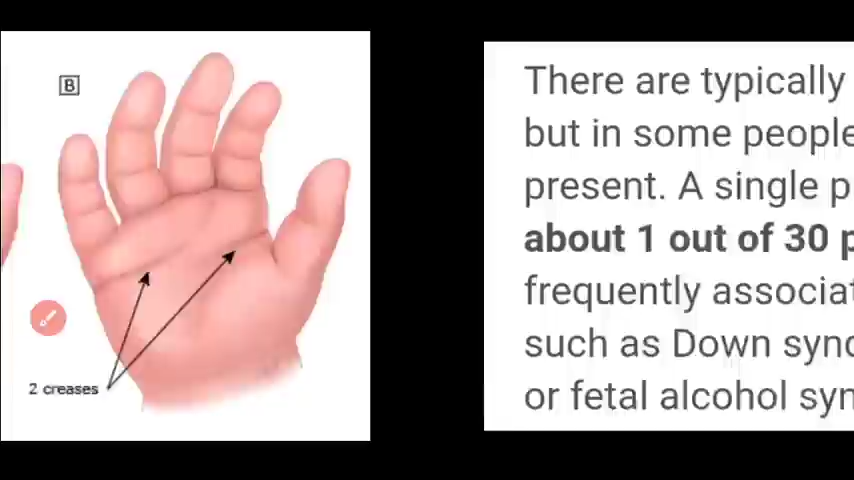 B
2 creases
There are typically
but in some people
present. A single p
about 1 out of 30 p
frequently associat
such as Down sync
or fetal alcohol syn